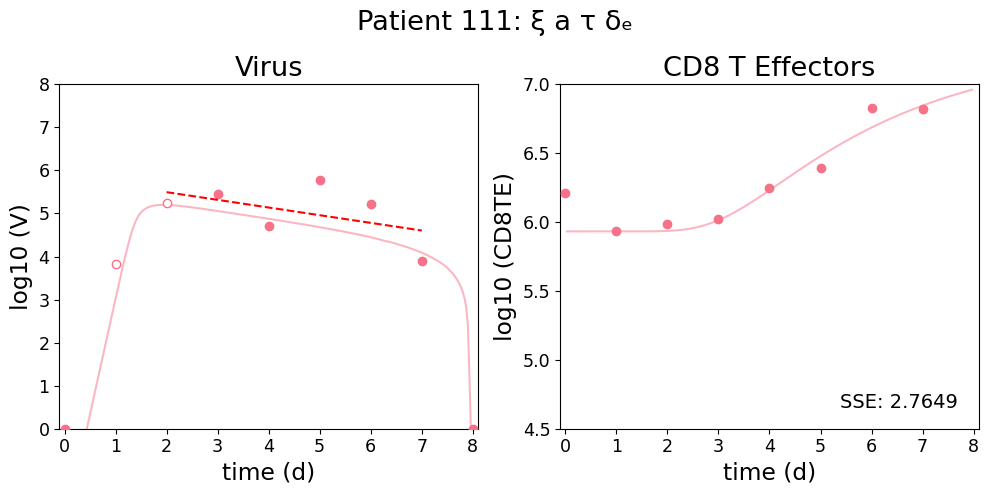 Patient 111: ξ a τ δₑ
Virus
CD8 T Effectors
log10 (V)
8
7
6
5
4
3
2
1
0
0 1 2 3 4 5 6 7 8
time (d)
log10 (CD8TE)
7.0
6.5
6.0
5.5
5.0
4.5
SSE: 2.7649
0 1 2 3 4 5 6 7 8
time (d)